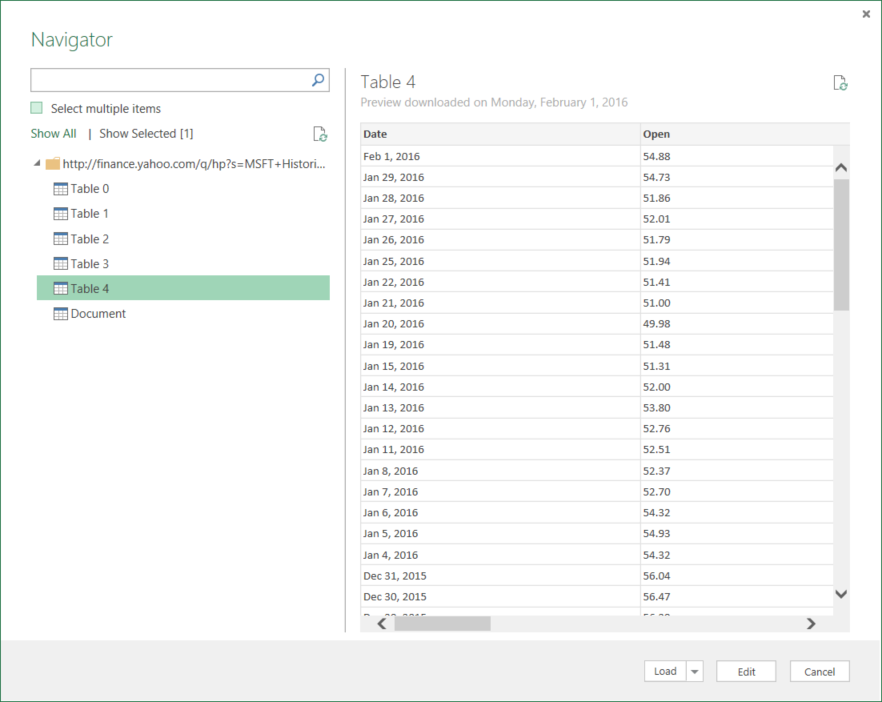 Navigator
Select multiple items
Show All | Show Selected [1]
http://finance.yahoo.com/q/hp?s=MSFT+Histori...
Table 0
Table 1
Table 2
Table 3
Table 4
Document
Table 4
Preview downloaded on Monday, February 1, 2016
Date Open
Feb 1, 2016 54.88
Jan 29, 2016 54.73
Jan 28, 2016 51.86
Jan 27, 2016 52.01
Jan 26, 2016 51.79
Jan 25, 2016 51.94
Jan 22, 2016 51.41
Jan 21, 2016 51.00
Jan 20, 2016 49.98
Jan 19, 2016 51.48
Jan 15, 2016 51.31
Jan 14, 2016 52.00
Jan 13, 2016 53.80
Jan 12, 2016 52.76
Jan 11, 2016 52.51
Jan 8, 2016 52.37
Jan 7, 2016 52.70
Jan 6, 2016 54.32
Jan 5, 2016 54.93
Jan 4, 2016 54.32
Dec 31, 2015 56.04
Dec 30, 2015 56.47
Load Edit Cancel